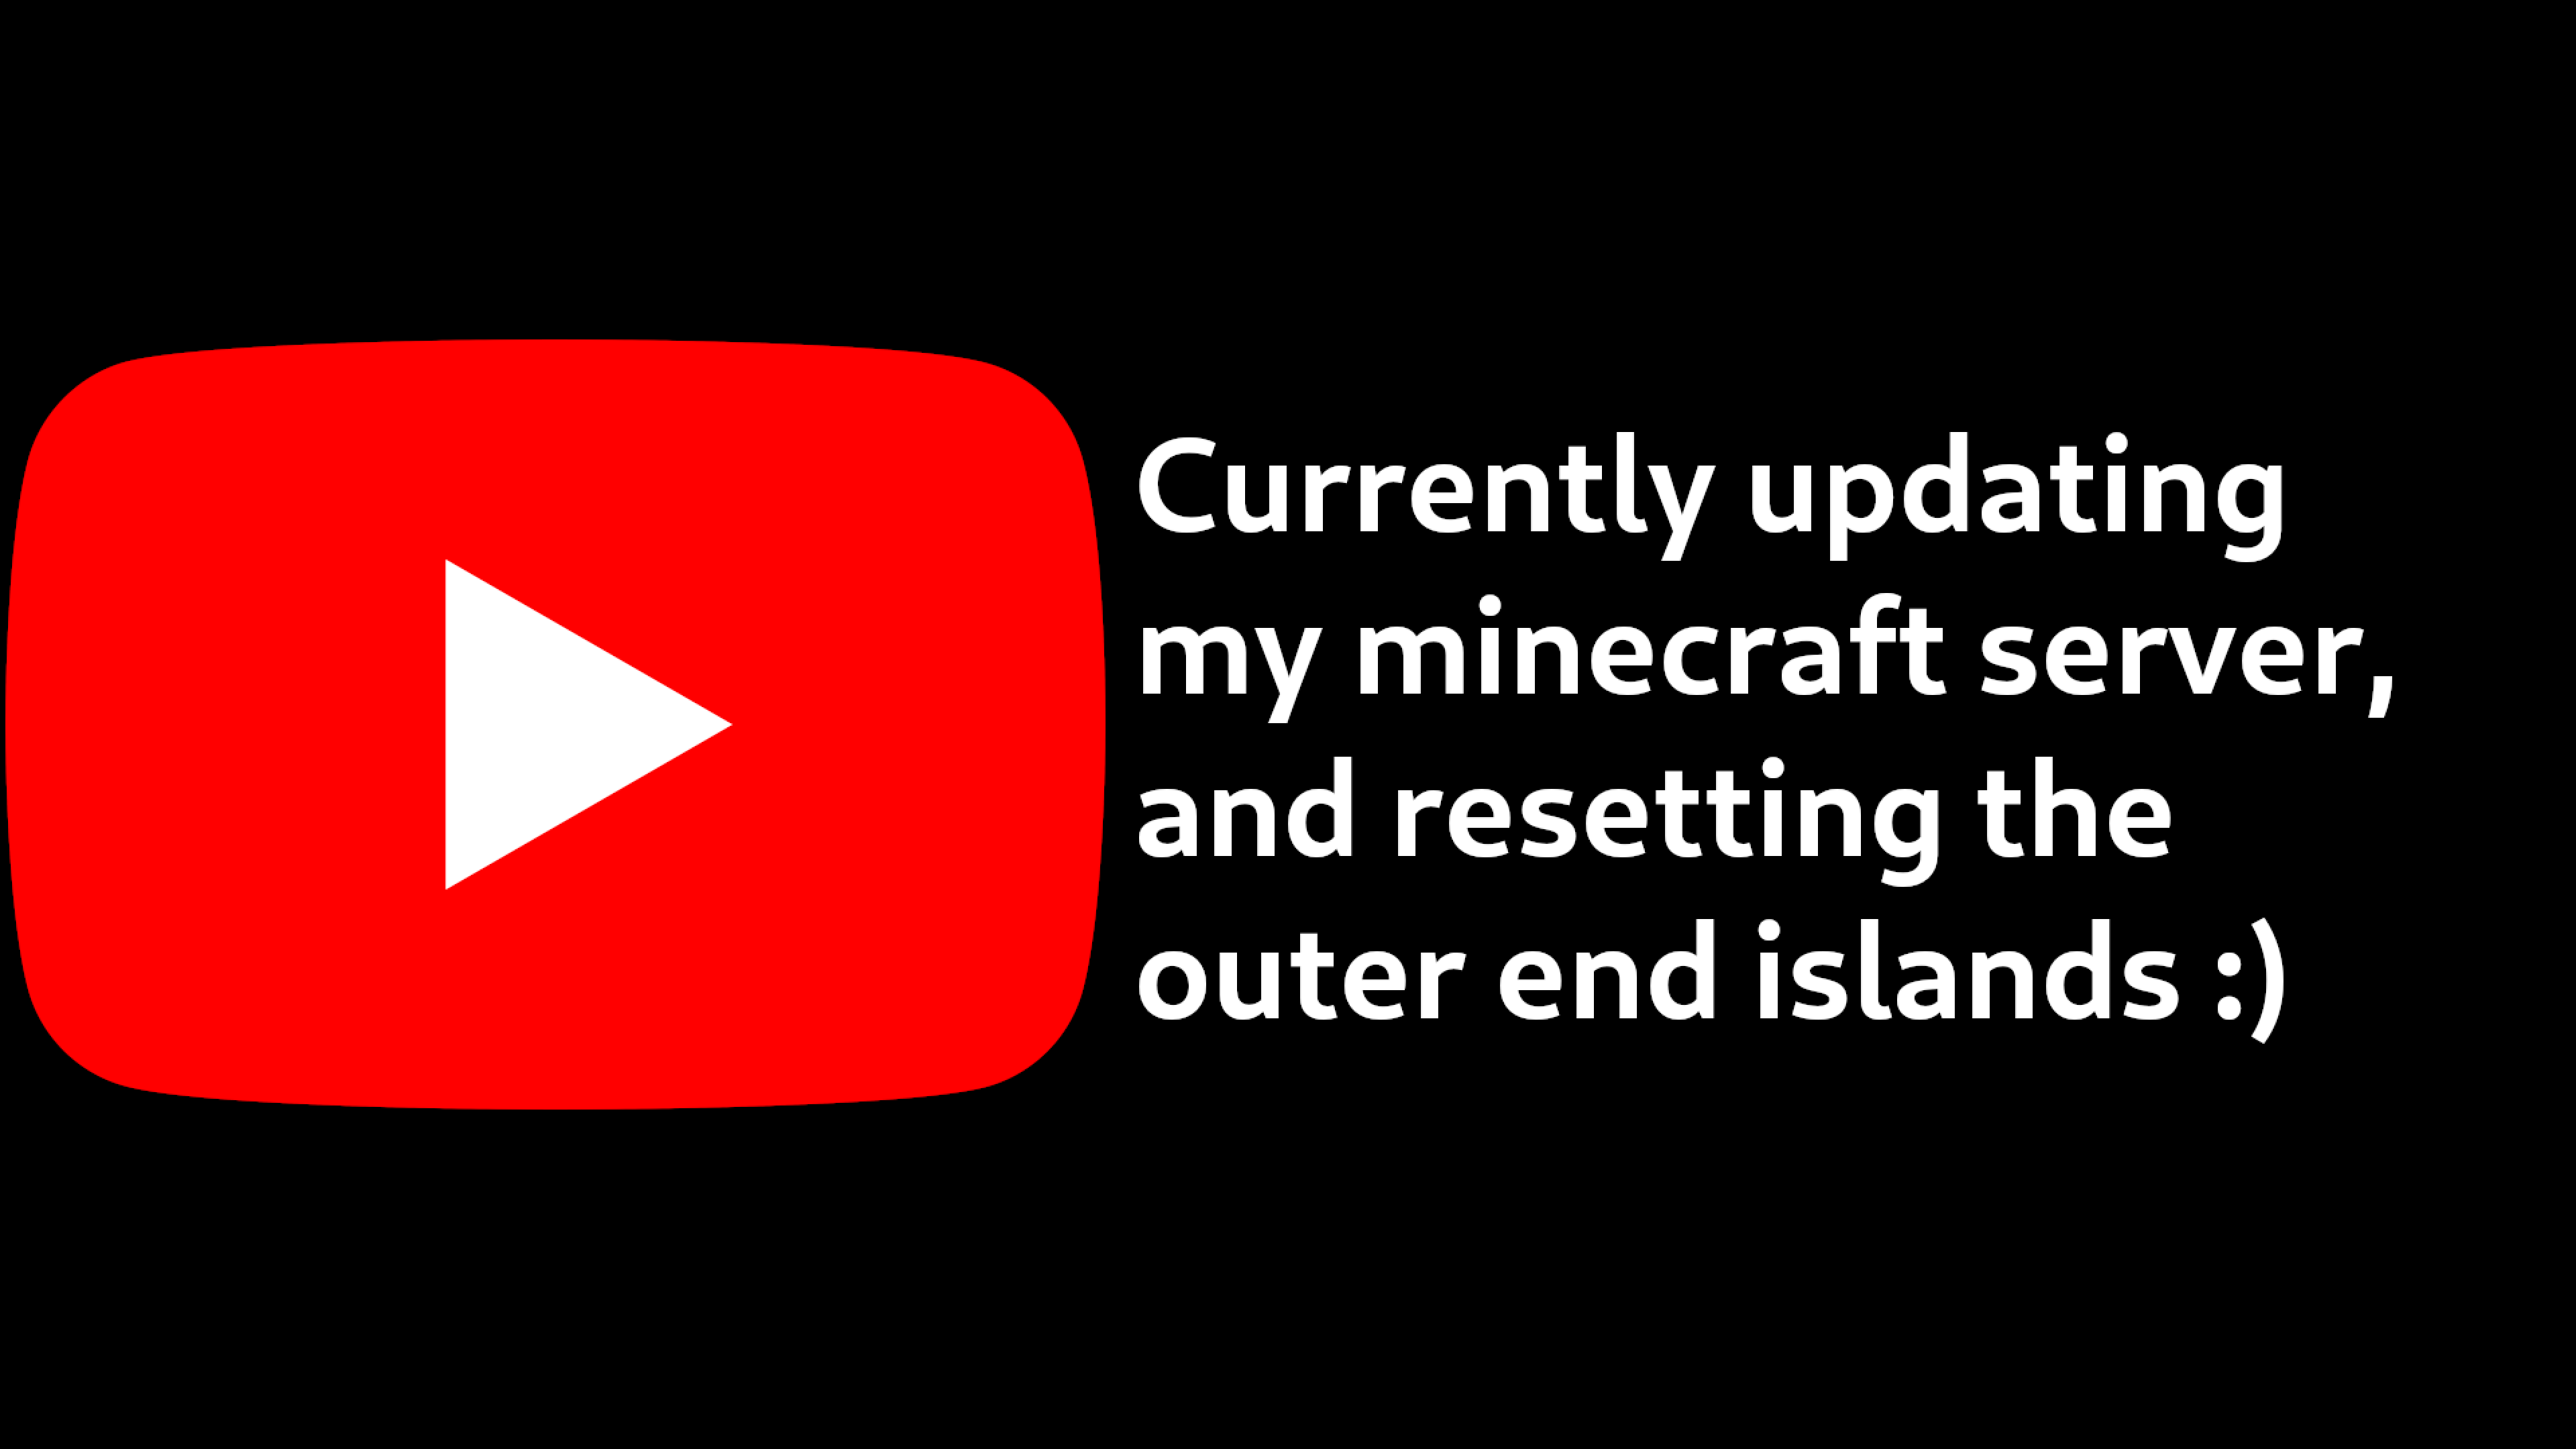 Currently updating
my minecraft server,
and resetting the
outer end islands :)